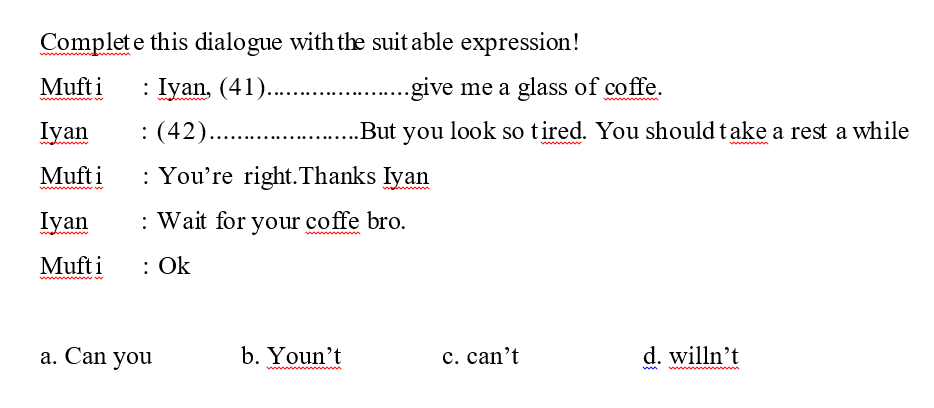 Complete this dialogue with the suitable expression!
Mufti : Iyan, (41)......................give me a glass of coffe.
Iyan : (42).......................But you look so tired. You should take a rest a while
Mufti : You're right.Thanks Iyan
Iyan : Wait for your coffe bro.
Mufti : Ok
a. Can you b. Youn't c. can't d. willn't